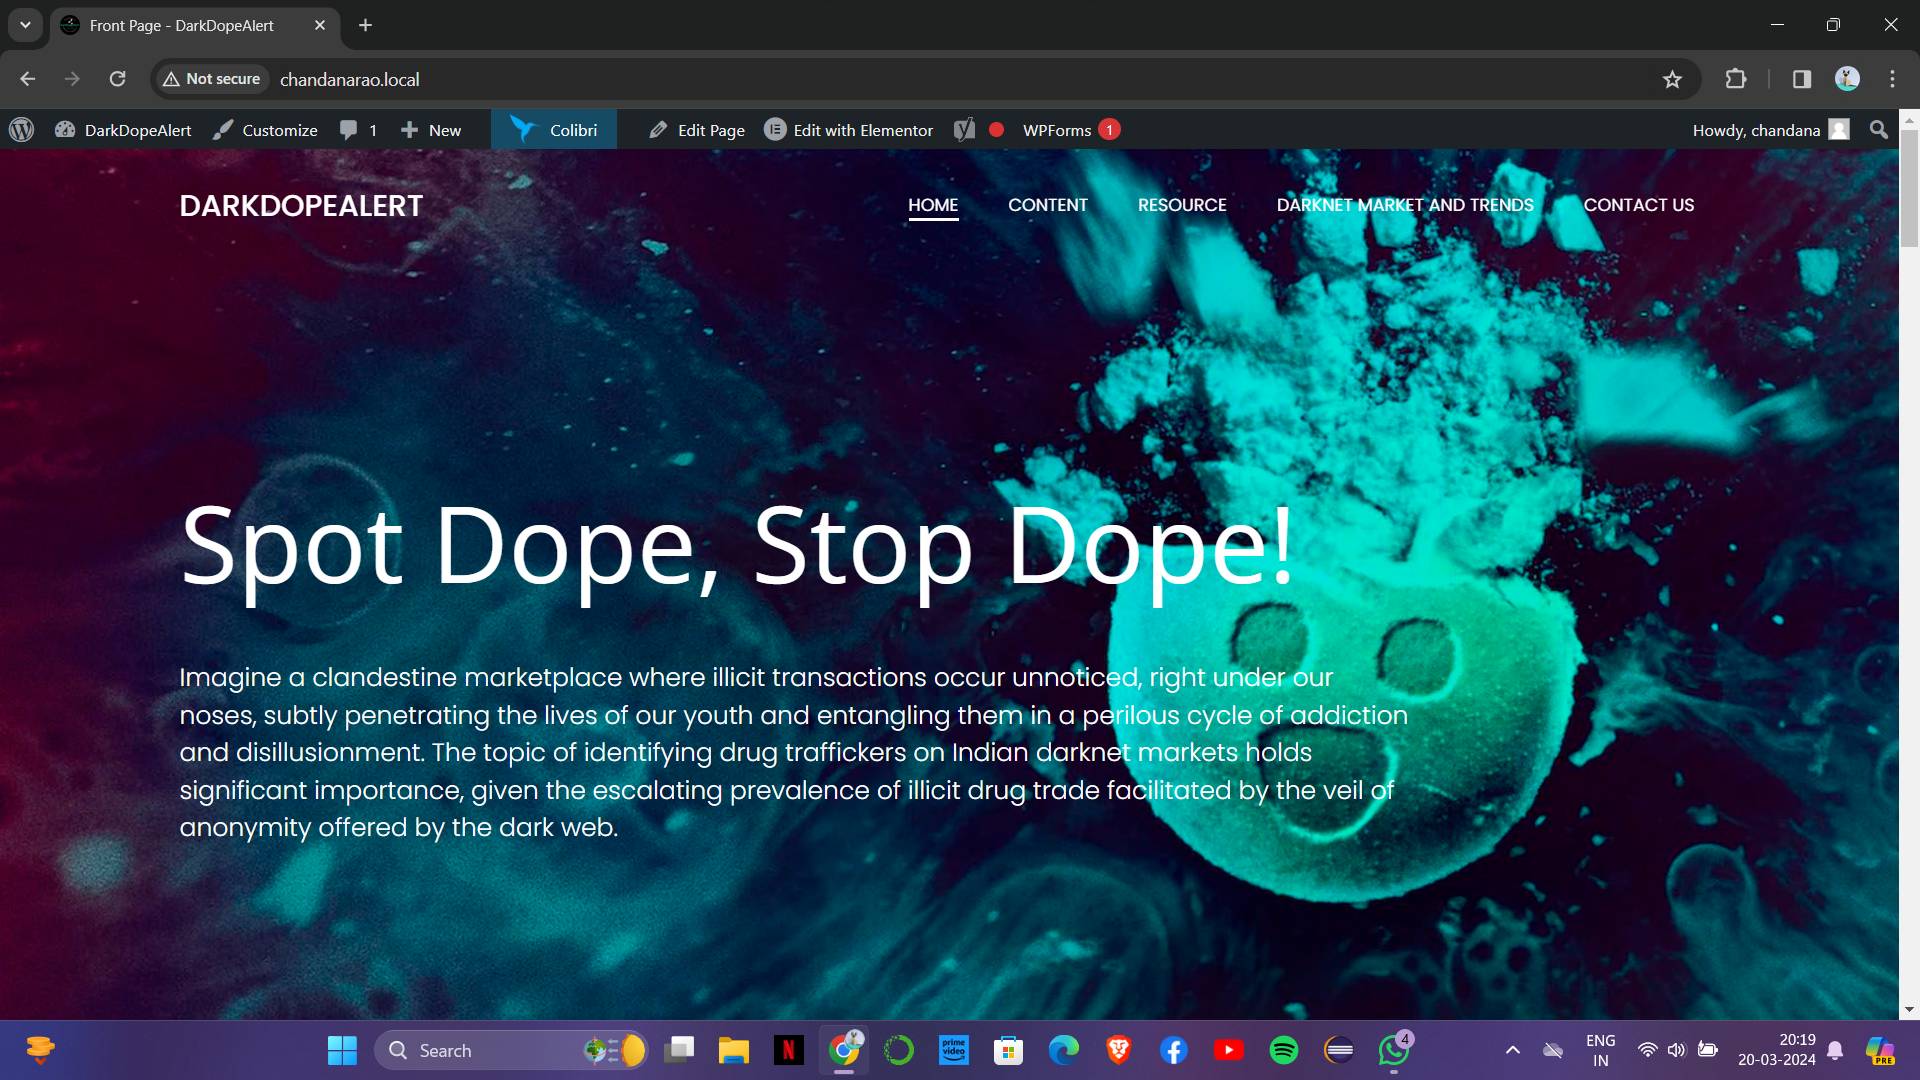 Front Page - DarkDopeAlert
Not secure
chandanarao.local
DarkDopeAlert
Customize
1
New
Colibri
Edit Page
Edit with Elementor
WPForms
1
Howdy, chandana
DARKDOPEALERT
HOME
CONTENT
RESOURCE
DARKNET MARKET AND TRENDS
CONTACT US
Spot Dope, Stop Dope!
Imagine a clandestine marketplace where illicit transactions occur unnoticed, right under our
noses, subtly penetrating the lives of our youth and entangling them in a perilous cycle of addiction
and disillusionment. The topic of identifying drug traffickers on Indian darknet markets holds
significant importance, given the escalating prevalence of illicit drug trade facilitated by the veil of
anonymity offered by the dark web.
Search
prime
video
4
ENG
IN
20:19
20-03-2024
PRE